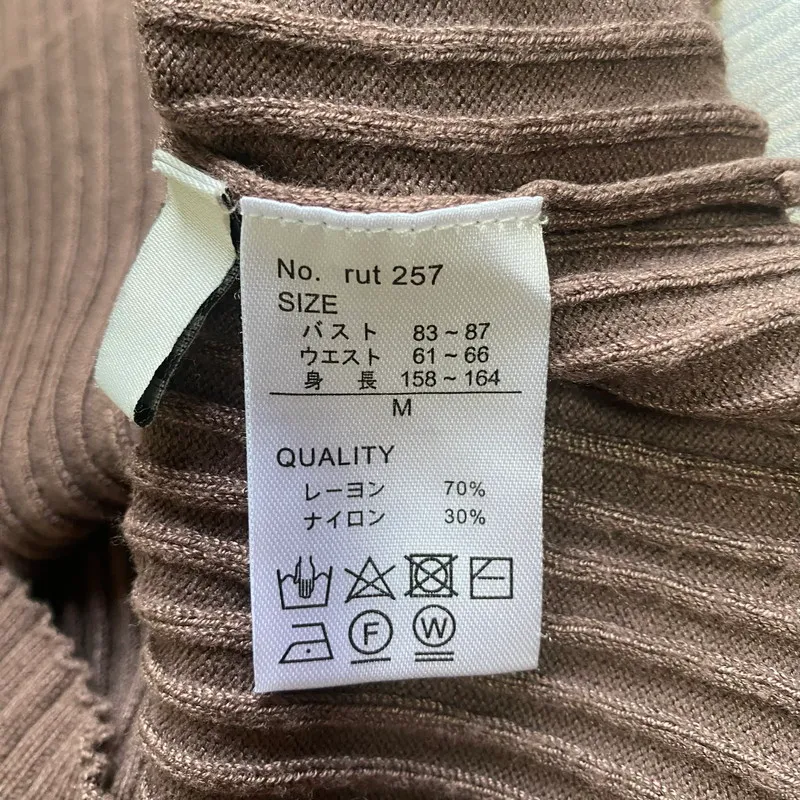 No. rut 257
SIZE
バスト 83~87
ウエスト 61~66
身長 158~164
M
QUALITY
レーヨン 70%
ナイロン 30%
F W